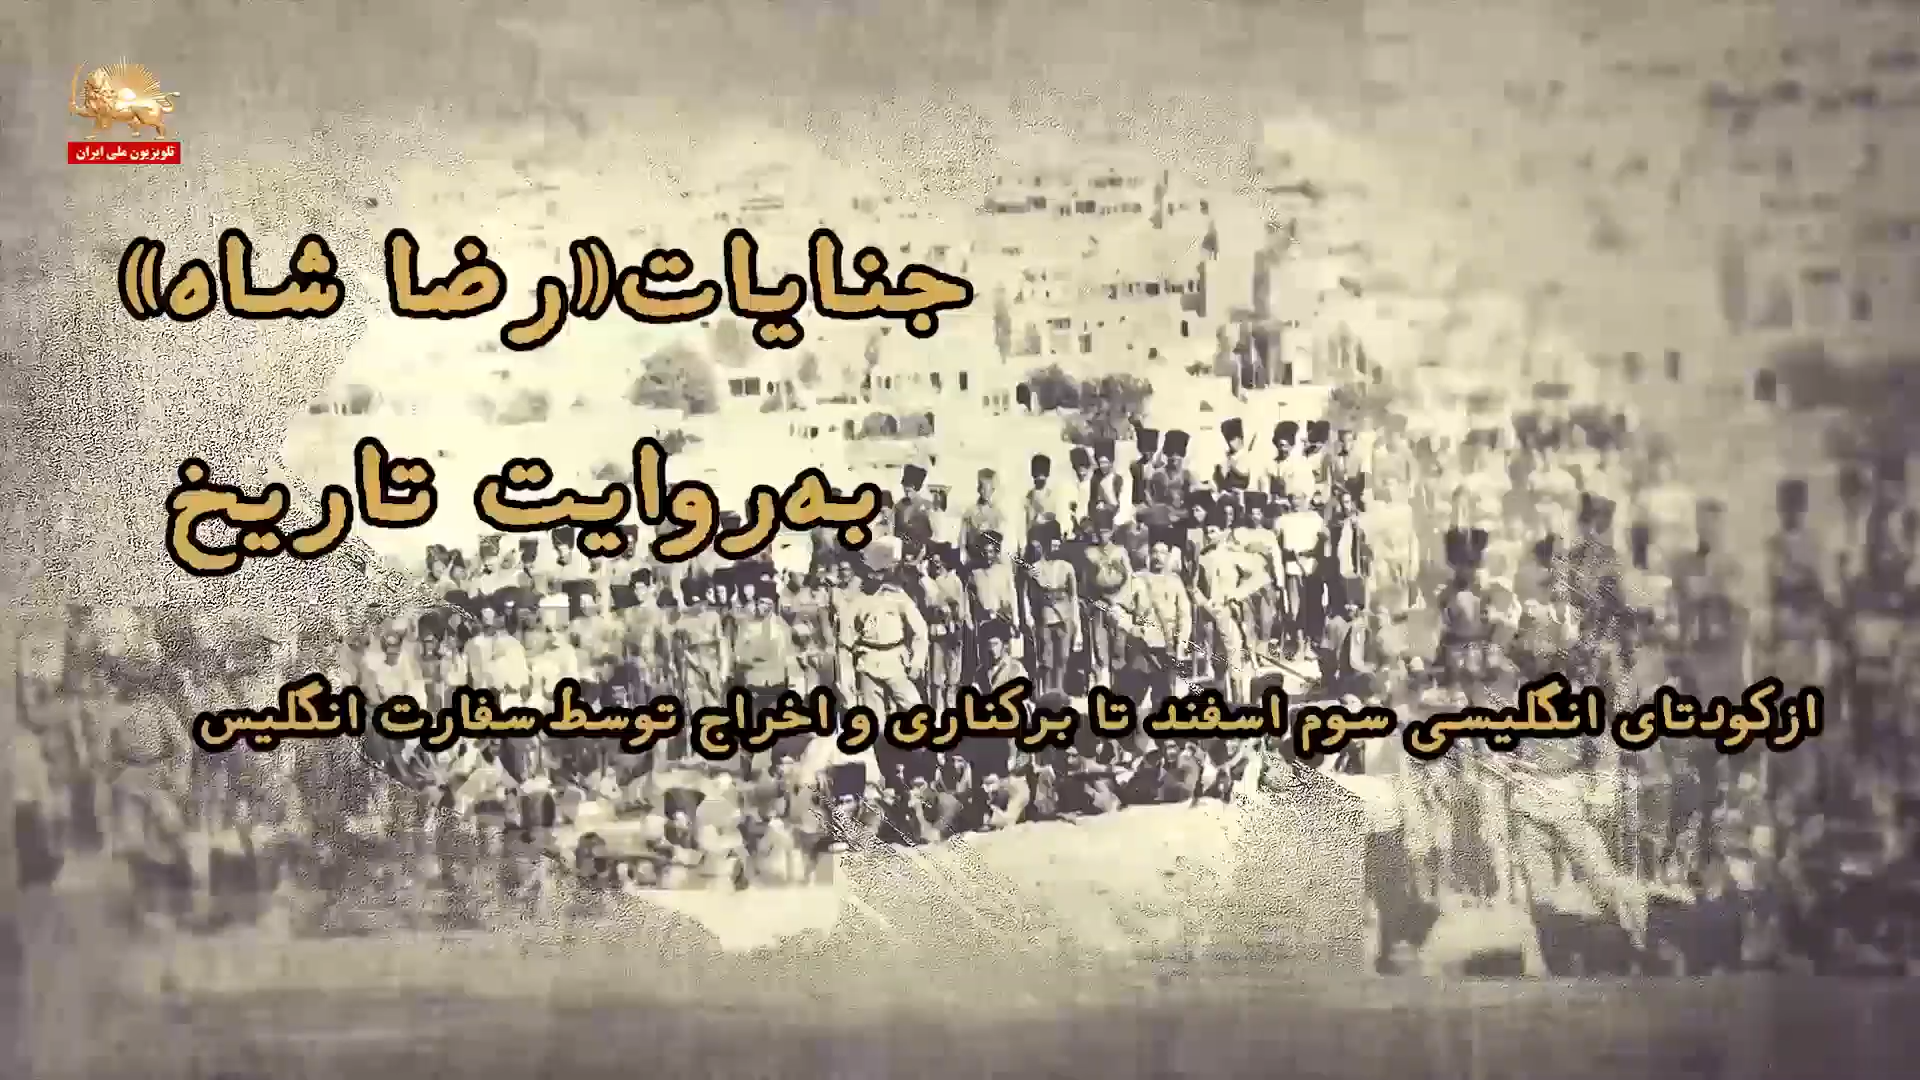 تلویزیون ملی ایران
جنایات«رضا شاه»
به‌روایت تاریخ
ازکودتای انگلیسی سوم اسفند تا برکناری و اخراج توسط سفارت انگلیس